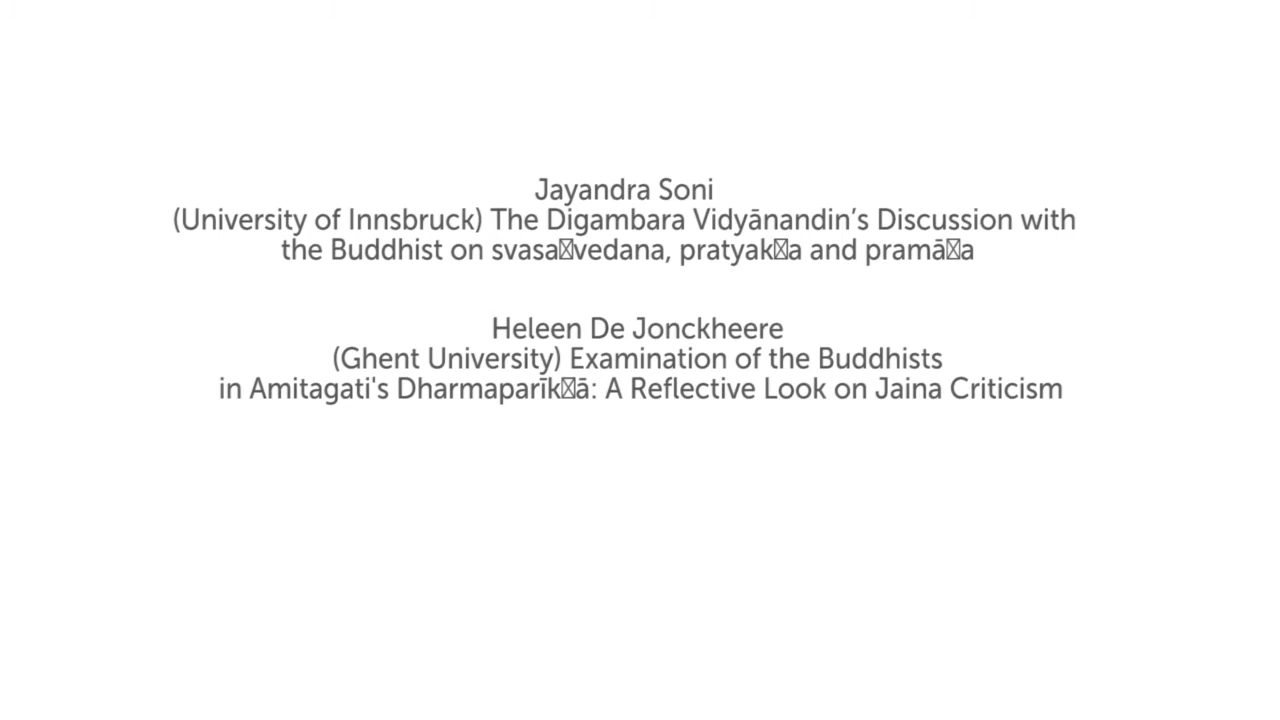 Jayandra Soni
(University of Innsbruck) The Digambara Vidyānandin’s Discussion with
the Buddhist on svasa⍰vedana, pratyak⍰a and pramā⍰a
Heleen De Jonckheere
(Ghent University) Examination of the Buddhists
in Amitagati's Dharmaparīk⍰ā: A Reflective Look on Jaina Criticism